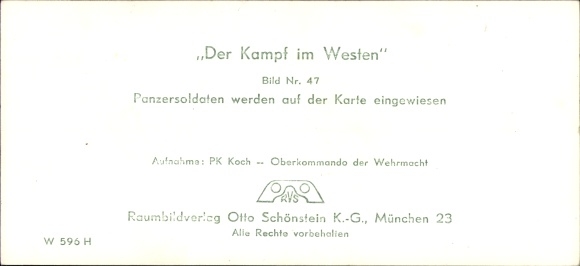 „Der Kampf im Westen“
Bild Nr. 47
Panzersoldaten werden auf der Karte eingewiesen
Aufnahme: PK Koch -- Oberkommando der Wehrmacht
RVS
Raumbildverlag Otto Schönstein K.-G., München 23
Alle Rechte vorbehalten
W 596 H